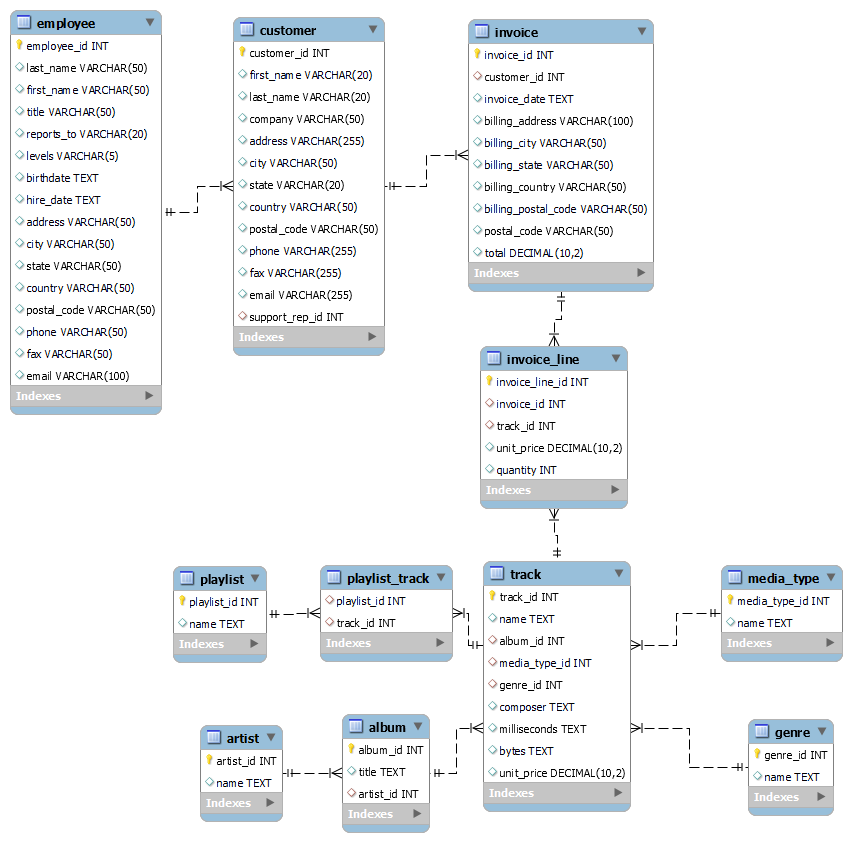 employee
employee_id INT
last_name VARCHAR(50)
first_name VARCHAR(50)
title VARCHAR(50)
reports_to VARCHAR(20)
levels VARCHAR(5)
birthdate TEXT
hire_date TEXT
address VARCHAR(50)
city VARCHAR(50)
state VARCHAR(50)
country VARCHAR(50)
postal_code VARCHAR(50)
phone VARCHAR(50)
fax VARCHAR(50)
email VARCHAR(100)
Indexes
customer
customer_id INT
first_name VARCHAR(20)
last_name VARCHAR(20)
company VARCHAR(50)
address VARCHAR(255)
city VARCHAR(50)
state VARCHAR(20)
country VARCHAR(50)
postal_code VARCHAR(50)
phone VARCHAR(255)
fax VARCHAR(255)
email VARCHAR(255)
support_rep_id INT
Indexes
invoice
invoice_id INT
customer_id INT
invoice_date TEXT
billing_address VARCHAR(100)
billing_city VARCHAR(50)
billing_state VARCHAR(50)
billing_country VARCHAR(50)
billing_postal_code VARCHAR(50)
postal_code VARCHAR(50)
total DECIMAL(10,2)
Indexes
invoice_line
invoice_line_id INT
invoice_id INT
track_id INT
unit_price DECIMAL(10,2)
quantity INT
Indexes
playlist
playlist_id INT
name TEXT
Indexes
playlist_track
playlist_id INT
track_id INT
Indexes
track
track_id INT
name TEXT
album_id INT
media_type_id INT
genre_id INT
composer TEXT
milliseconds TEXT
bytes TEXT
unit_price DECIMAL(10,2)
Indexes
media_type
media_type_id INT
name TEXT
Indexes
artist
artist_id INT
name TEXT
Indexes
album
album_id INT
title TEXT
artist_id INT
Indexes
genre
genre_id INT
name TEXT
Indexes